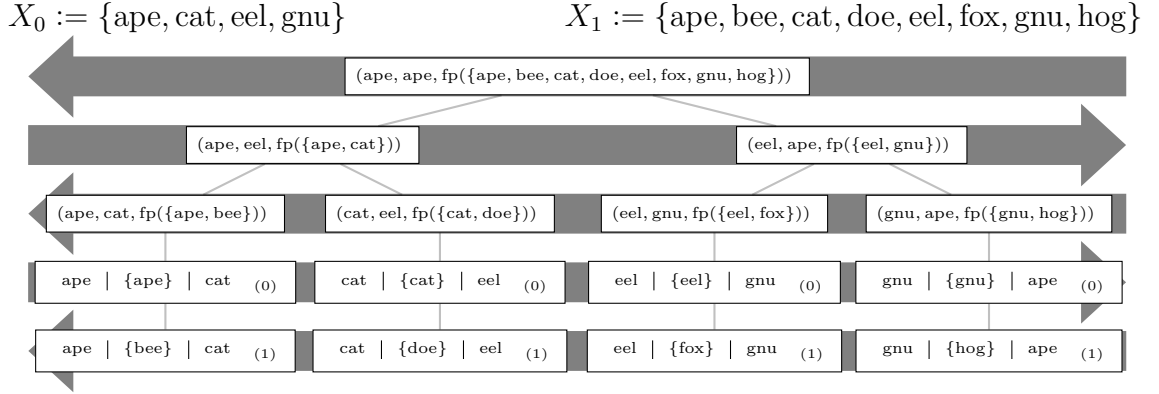 X₀ := {ape, cat, eel, gnu} X₁ := {ape, bee, cat, doe, eel, fox, gnu, hog}
(ape, ape, fp({ape, bee, cat, doe, eel, fox, gnu, hog}))
(ape, eel, fp({ape, cat})) (eel, ape, fp({eel, gnu}))
(ape, cat, fp({ape, bee})) (cat, eel, fp({cat, doe})) (eel, gnu, fp({eel, fox})) (gnu, ape, fp({gnu, hog}))
ape | {ape} | cat (0) cat | {cat} | eel (0) eel | {eel} | gnu (0) gnu | {gnu} | ape (0)
ape | {bee} | cat (1) cat | {doe} | eel (1) eel | {fox} | gnu (1) gnu | {hog} | ape (1)